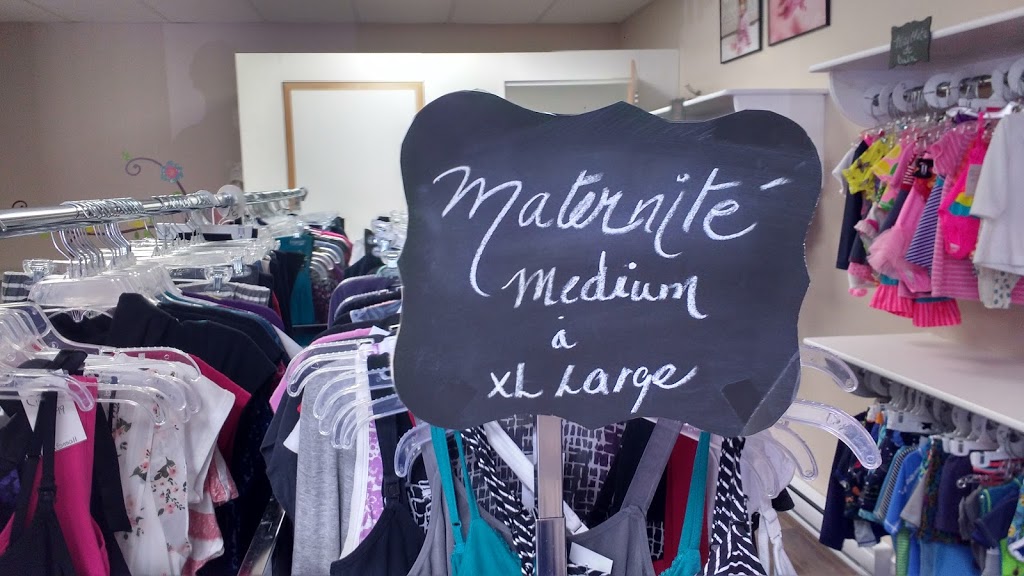 Maternité
Medium
à
XL Large